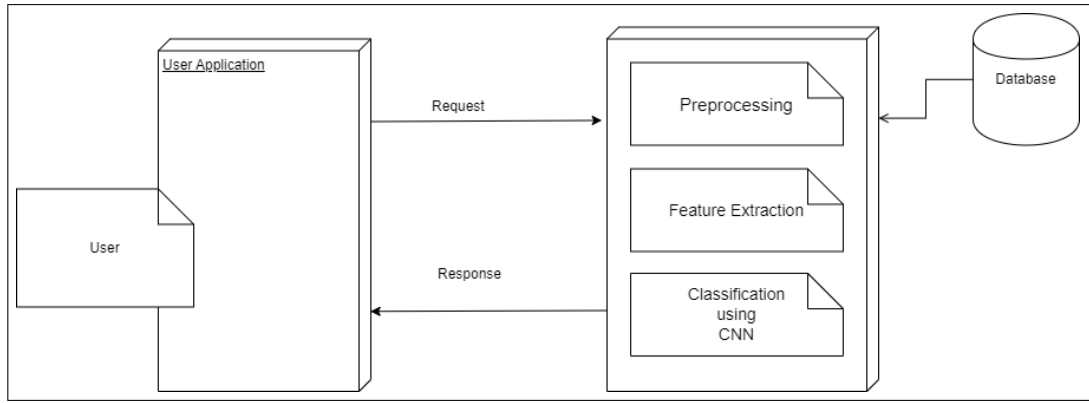 User Application
User
Request
Response
Preprocessing
Feature Extraction
Classification
using
CNN
Database